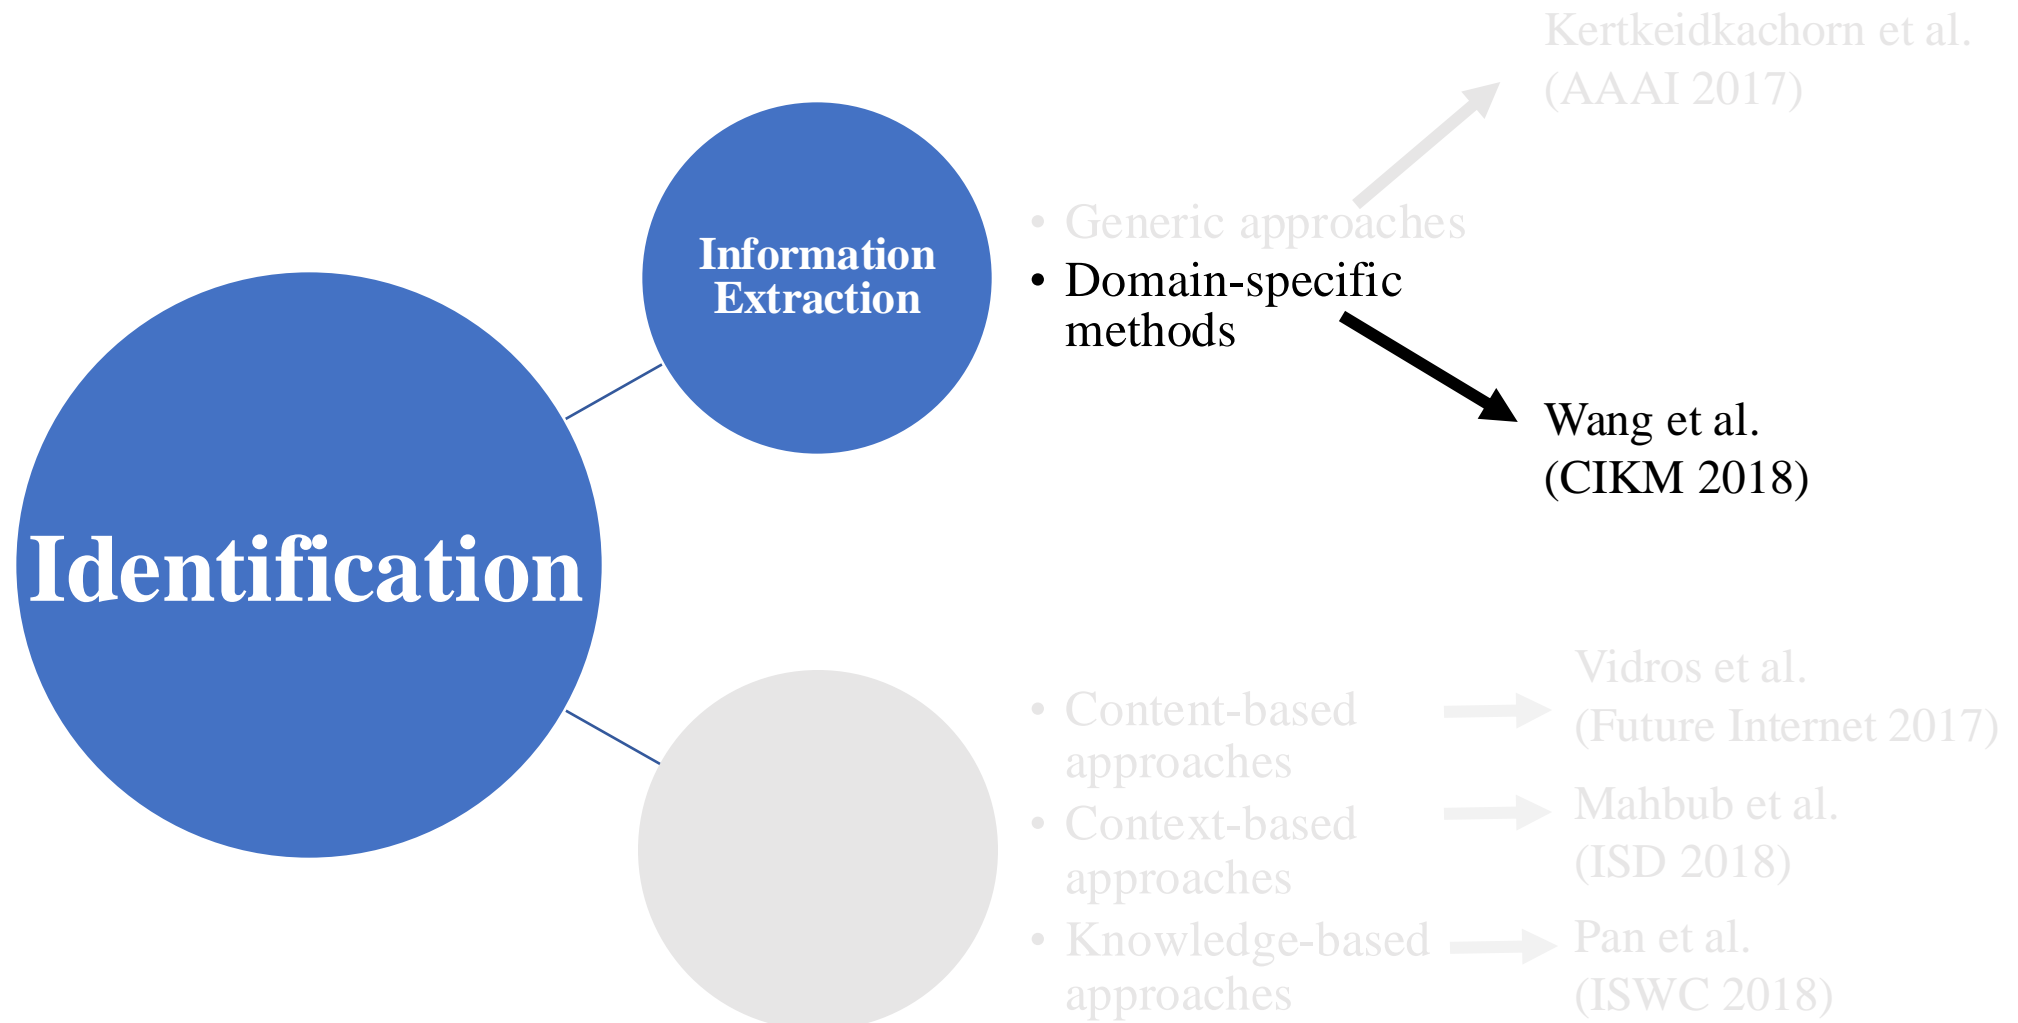 Kertkeidkachorn et al.
(AAAI 2017)
Information
Extraction
• Generic approaches
• Domain-specific
methods
Wang et al.
(CIKM 2018)
Identification
• Content-based
approaches
Vidros et al.
(Future Internet 2017)
• Context-based
approaches
Mahbub et al.
(ISD 2018)
• Knowledge-based
approaches
Pan et al.
(ISWC 2018)